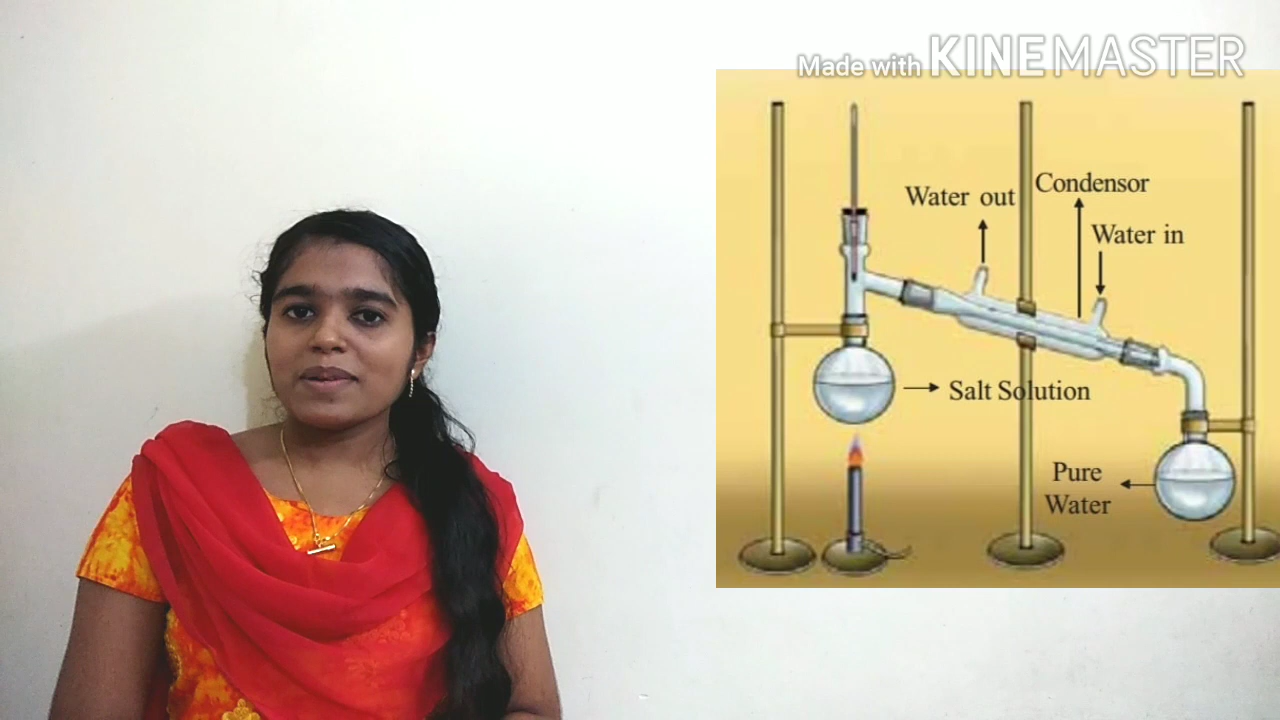 Made with KINEMASTER
Water out
Condensor
Water in
Salt Solution
Pure
Water